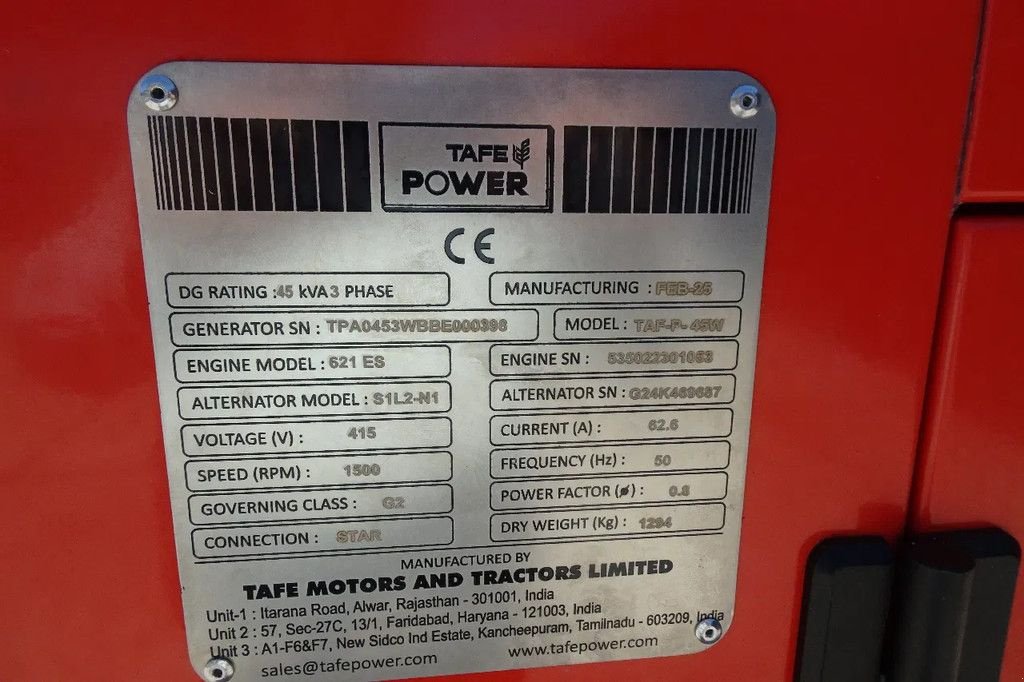 TAFE
POWER
CE
DG RATING : 45 kVA 3 PHASE
MANUFACTURING : FEB-25
GENERATOR SN : TPA0453WBBE000398
MODEL : TAF-P- 45W
ENGINE MODEL : 621 ES
ENGINE SN : 535022301053
ALTERNATOR MODEL : S1L2-N1
ALTERNATOR SN : G24K469687
VOLTAGE (V) : 415
CURRENT (A) : 62.6
SPEED (RPM) : 1500
FREQUENCY (Hz) : 50
GOVERNING CLASS : G2
POWER FACTOR (ø) : 0.8
CONNECTION : STAR
DRY WEIGHT (Kg) : 1294
MANUFACTURED BY
TAFE MOTORS AND TRACTORS LIMITED
Unit-1 : Itarana Road, Alwar, Rajasthan - 301001, India
Unit 2 : 57, Sec-27C, 13/1, Faridabad, Haryana - 121003, India
Unit 3 : A1-F6&F7, New Sidco Ind Estate, Kancheepuram, Tamilnadu - 603209, India
sales@tafepower.com www.tafepower.com